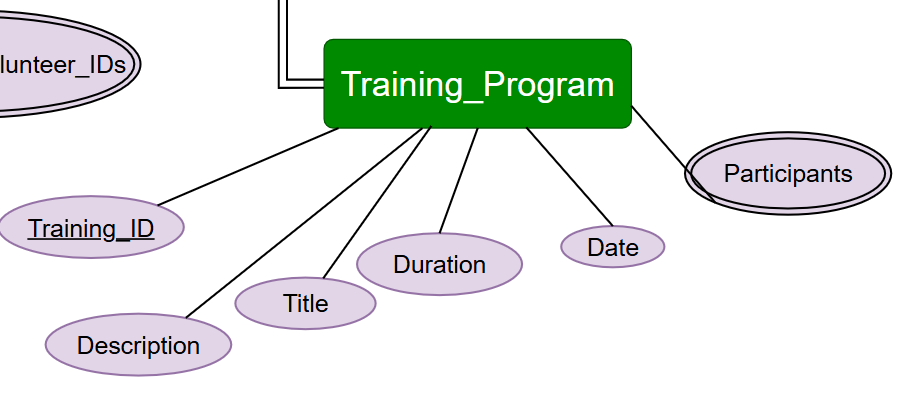 lunteer_IDs
Training_Program
Participants
Training_ID
Date
Duration
Title
Description